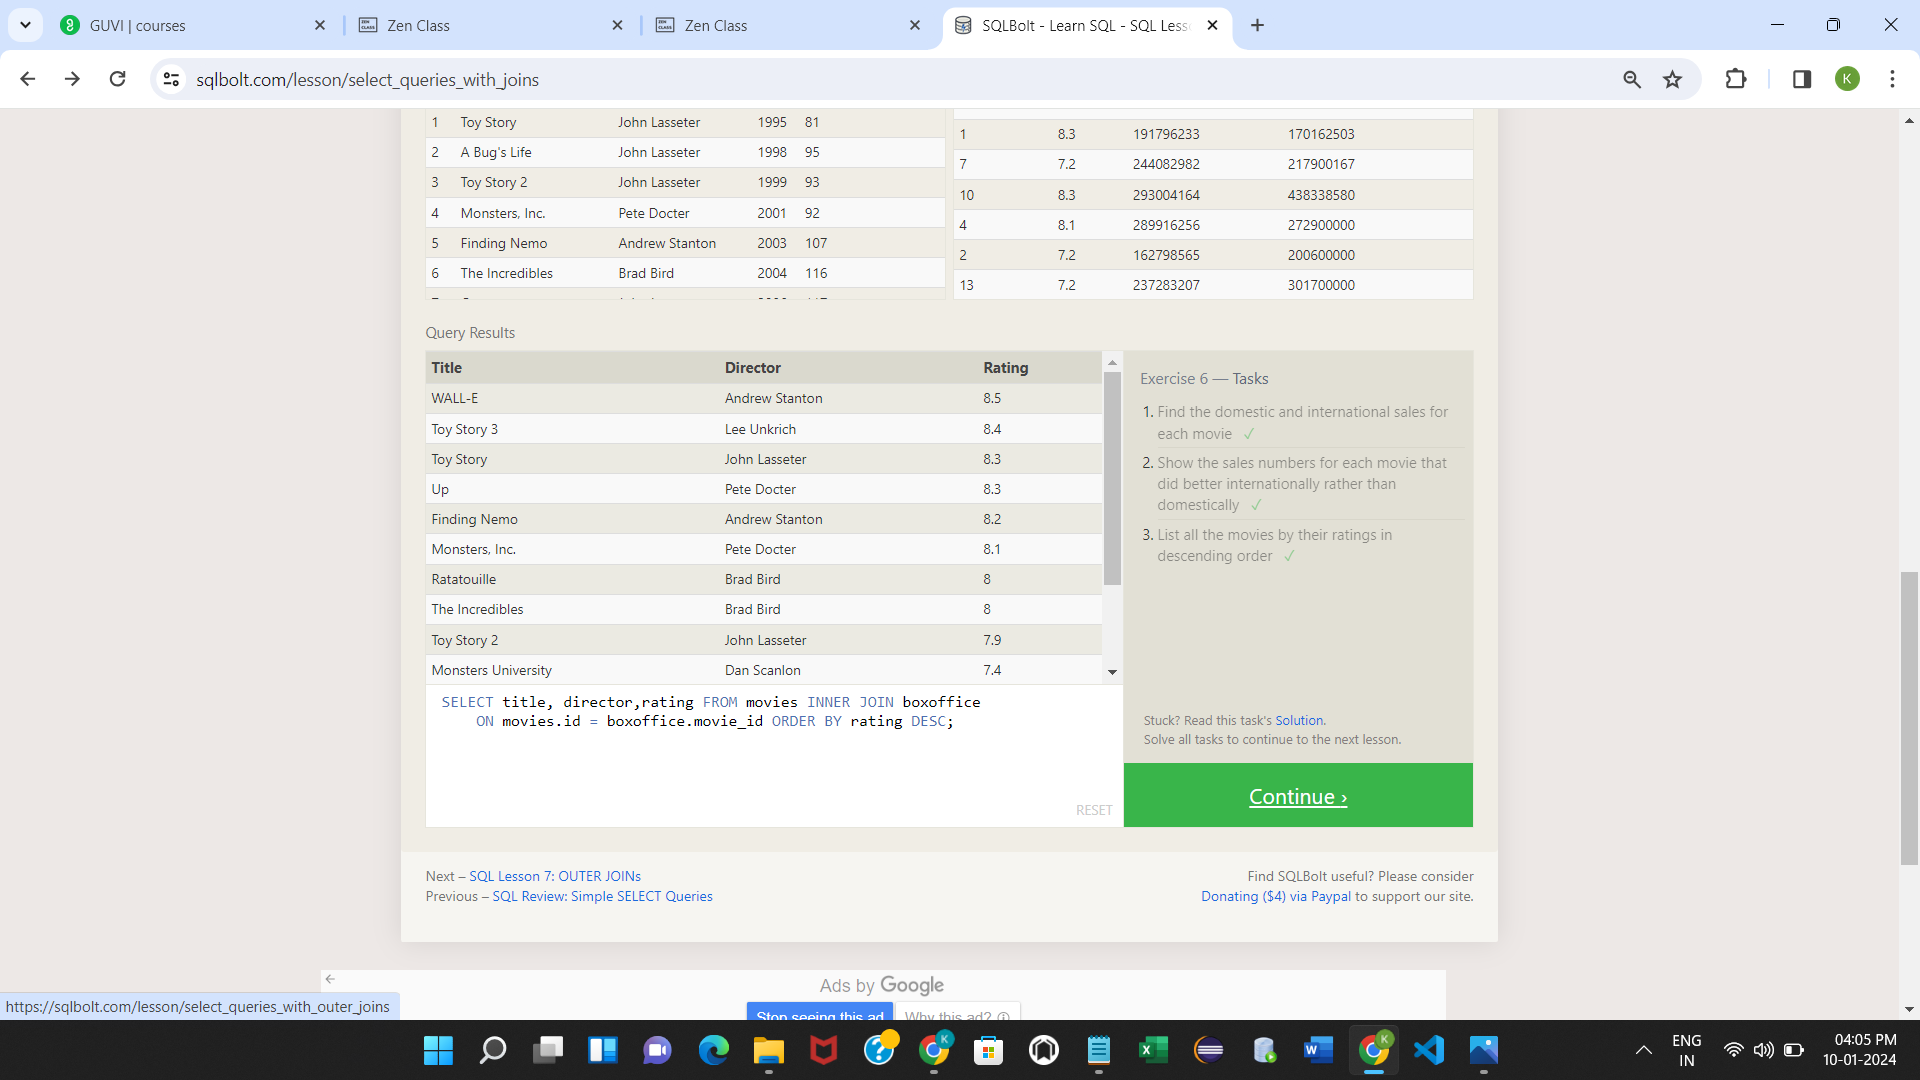 GUVI | courses
Zen Class
Zen Class
SQLBolt - Learn SQL - SQL Less
sqlbolt.com/lesson/select_queries_with_joins
K
1 Toy Story John Lasseter 1995 81
2 A Bug's Life John Lasseter 1998 95
3 Toy Story 2 John Lasseter 1999 93
4 Monsters, Inc. Pete Docter 2001 92
5 Finding Nemo Andrew Stanton 2003 107
6 The Incredibles Brad Bird 2004 116
1 8.3 191796233 170162503
7 7.2 244082982 217900167
10 8.3 293004164 438338580
4 8.1 289916256 272900000
2 7.2 162798565 200600000
13 7.2 237283207 301700000
Query Results
Title Director Rating
WALL-E Andrew Stanton 8.5
Toy Story 3 Lee Unkrich 8.4
Toy Story John Lasseter 8.3
Up Pete Docter 8.3
Finding Nemo Andrew Stanton 8.2
Monsters, Inc. Pete Docter 8.1
Ratatouille Brad Bird 8
The Incredibles Brad Bird 8
Toy Story 2 John Lasseter 7.9
Monsters University Dan Scanlon 7.4
SELECT title, director,rating FROM movies INNER JOIN boxoffice
ON movies.id = boxoffice.movie_id ORDER BY rating DESC;
RESET
Exercise 6 — Tasks
1. Find the domestic and international sales for
each movie ✓
2. Show the sales numbers for each movie that
did better internationally rather than
domestically ✓
3. List all the movies by their ratings in
descending order ✓
Stuck? Read this task's Solution.
Solve all tasks to continue to the next lesson.
Continue ›
Next – SQL Lesson 7: OUTER JOINs
Previous – SQL Review: Simple SELECT Queries
Find SQLBolt useful? Please consider
Donating ($4) via Paypal to support our site.
Ads by Google
Stop seeing this ad
Why this ad?
https://sqlbolt.com/lesson/select_queries_with_outer_joins
ENG
IN
04:05 PM
10-01-2024